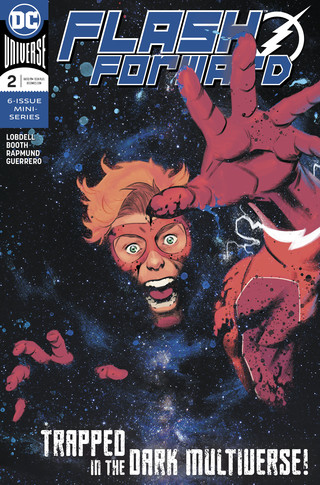 DC
UNIVERSE
FLASH
FORWARD
2
6-ISSUE
MINI-
SERIES
LOBDELL
BOOTH
RAPMUND
GUERRERO
TRAPPED
IN THE DARK MULTIVERSE!